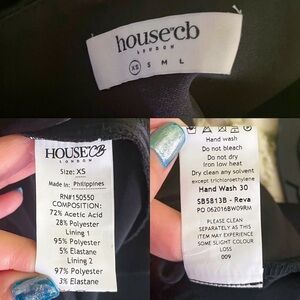 house cb
LONDON
XS S M L
HOUSE CB
LONDON
Size: XS
Made in: Philippines
RN#150550
COMPOSITION:
72% Acetic Acid
28% Polyester
Lining 1
95% Polyester
5% Elastane
Lining 2
97% Polyester
3% Elastane
Hand wash
Do not bleach
Do not dry
Iron low heat
Dry clean any solvent
except trichloroethylene
Hand Wash 30
SB5813B - Reva
PO 062016BW09RM
PLEASE CLEAN
SEPARATELY AS THIS
ITEM MAY EXPERIENCE
SOME SLIGHT COLOUR
LOSS
009